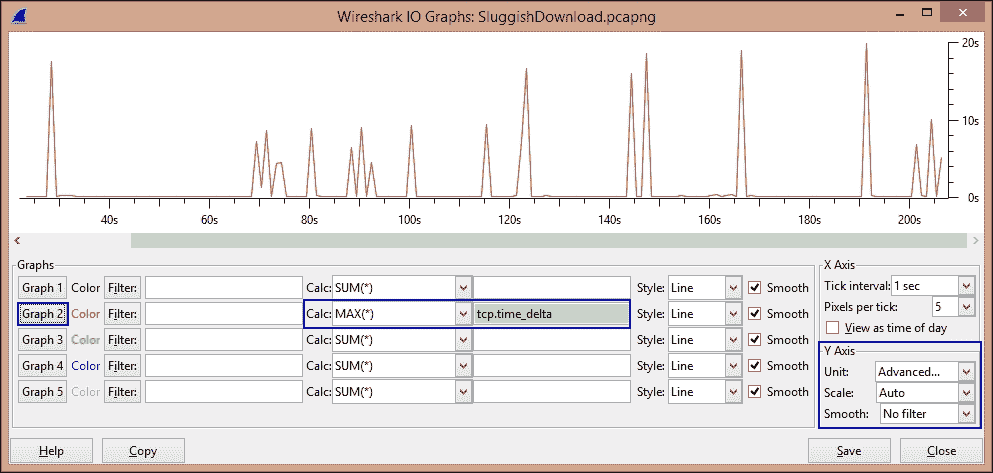 Wireshark IO Graphs: SluggishDownload.pcapng
20s
10s
0s
40s 60s 80s 100s 120s 140s 160s 180s 200s
Graphs
Graph 1 Color Filter: Calc: SUM(*) Style: Line Smooth
Graph 2 Color Filter: Calc: MAX(*) tcp.time_delta Style: Line Smooth
Graph 3 Color Filter: Calc: SUM(*) Style: Line Smooth
Graph 4 Color Filter: Calc: SUM(*) Style: Line Smooth
Graph 5 Color Filter: Calc: SUM(*) Style: Line Smooth
X Axis
Tick interval: 1 sec
Pixels per tick: 5
View as time of day
Y Axis
Unit: Advanced...
Scale: Auto
Smooth: No filter
Help Copy Save Close